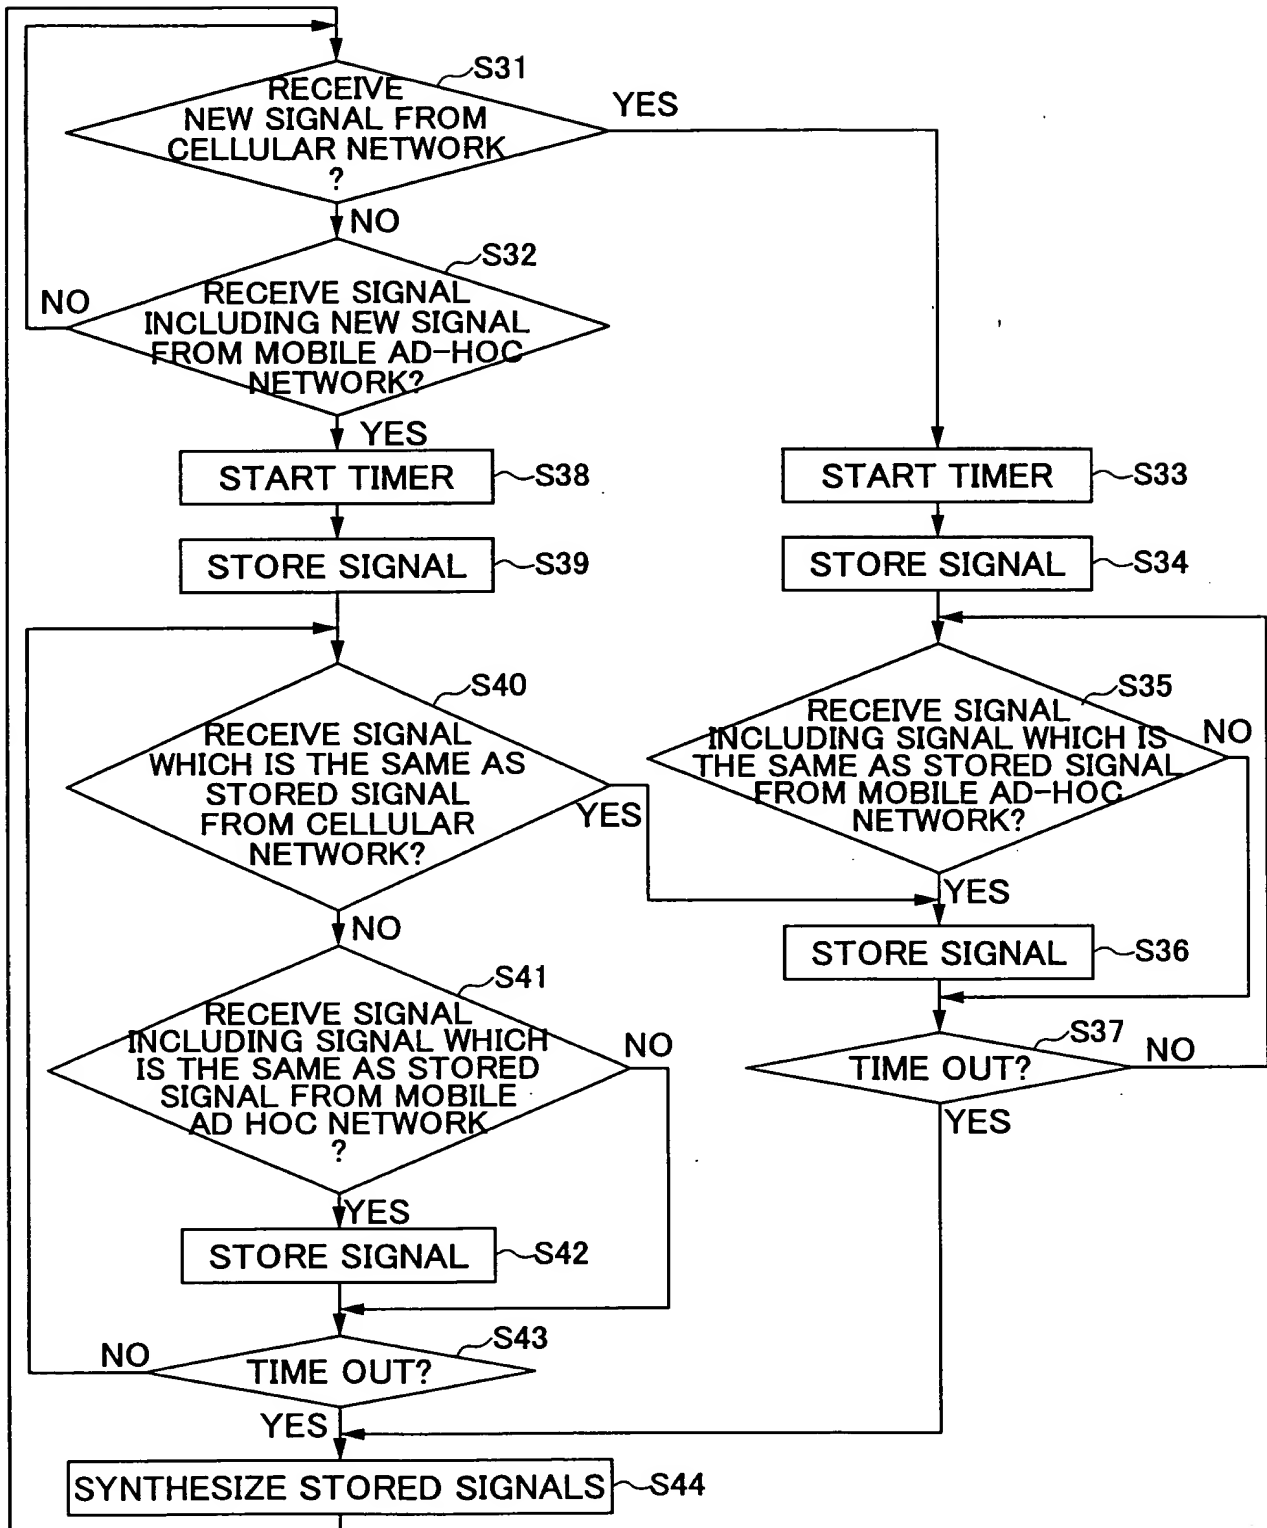 S31
RECEIVE
NEW SIGNAL FROM
CELLULAR NETWORK
?
YES
NO
S32
RECEIVE SIGNAL
INCLUDING NEW SIGNAL
FROM MOBILE AD-HOC
NETWORK?
NO
YES
START TIMER
S38
STORE SIGNAL
S39
START TIMER
S33
STORE SIGNAL
S34
S40
RECEIVE SIGNAL
WHICH IS THE SAME AS
STORED SIGNAL
FROM CELLULAR
NETWORK?
YES
NO
S35
RECEIVE SIGNAL
INCLUDING SIGNAL WHICH IS
THE SAME AS STORED SIGNAL
FROM MOBILE AD-HOC
NETWORK?
NO
YES
STORE SIGNAL
S36
S37
TIME OUT?
NO
YES
S41
RECEIVE SIGNAL
INCLUDING SIGNAL WHICH
IS THE SAME AS STORED
SIGNAL FROM MOBILE
AD HOC NETWORK
?
NO
YES
STORE SIGNAL
S42
S43
TIME OUT?
NO
YES
SYNTHESIZE STORED SIGNALS
S44